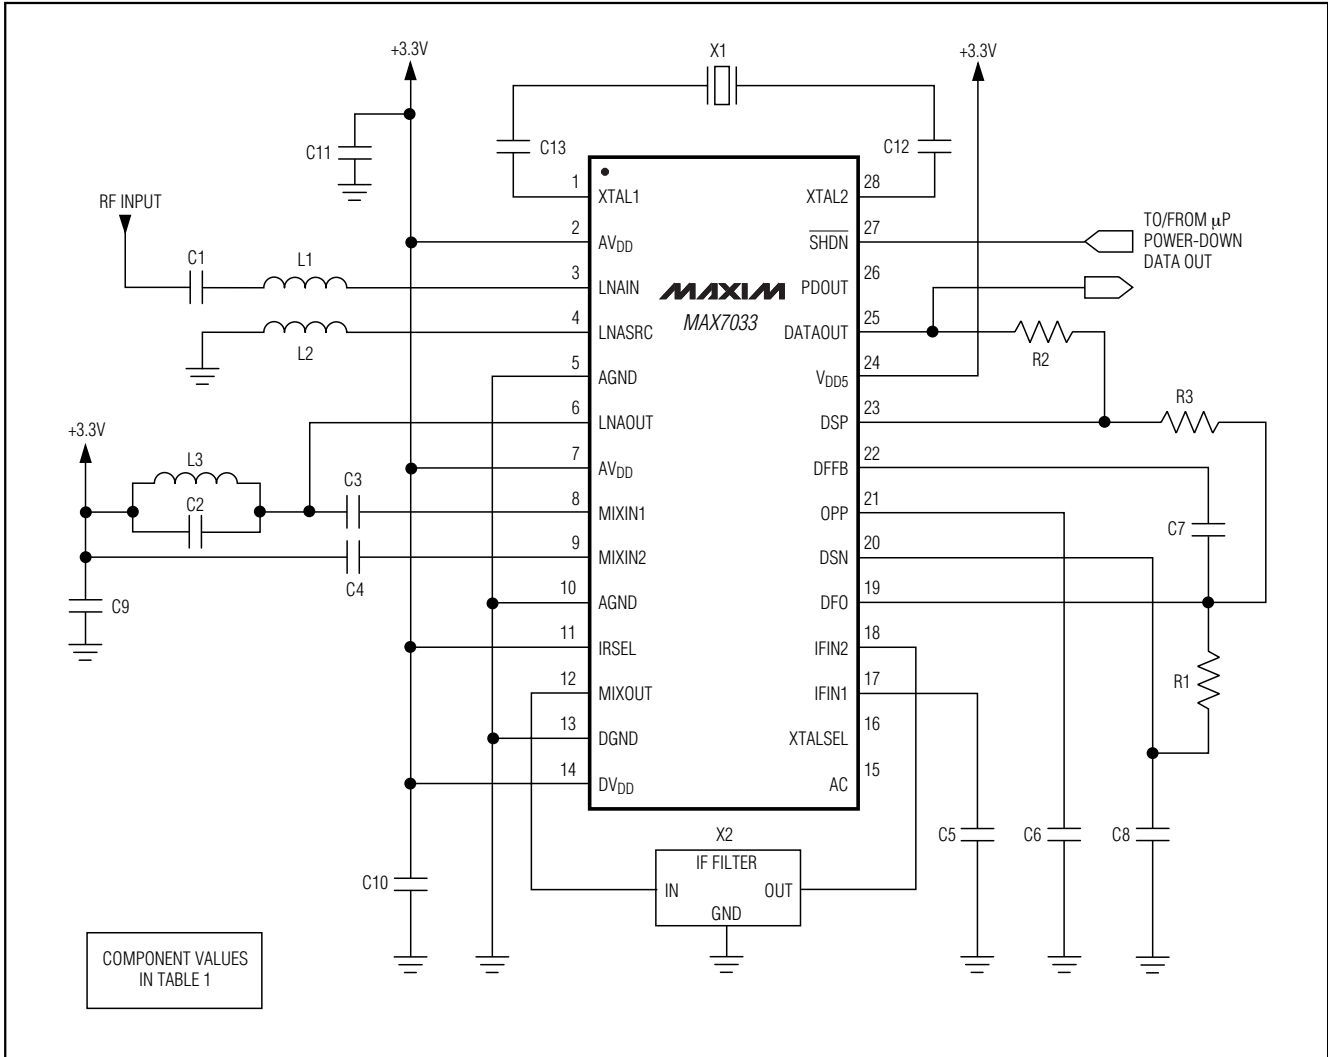 +3.3V
X1
+3.3V
C11
C13
C12
RF INPUT
C1
L1
L2
1
XTAL1
2
AVDD
3
LNAIN
4
LNASRC
5
AGND
6
LNAOUT
7
AVDD
8
MIXIN1
9
MIXIN2
10
AGND
11
IRSEL
12
MIXOUT
13
DGND
14
DVDD
MAXIM
MAX7033
28
XTAL2
27
SHDN
26
PDOUT
25
DATAOUT
24
VDD5
23
DSP
22
DFFB
21
OPP
20
DSN
19
DFO
18
IFIN2
17
IFIN1
16
XTALSEL
15
AC
TO/FROM μP
POWER-DOWN
DATA OUT
R2
R3
C7
R1
+3.3V
L3
C2
C3
C4
C9
C10
X2
IF FILTER
IN
OUT
GND
C5
C6
C8
COMPONENT VALUES
IN TABLE 1